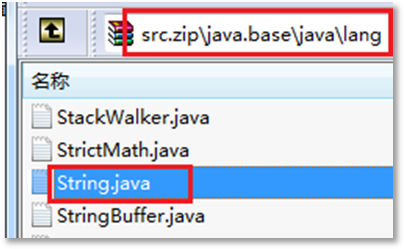 src.zip\java.base\java\lang
名称
StackWalker.java
StrictMath.java
String.java
StringBuffer.java